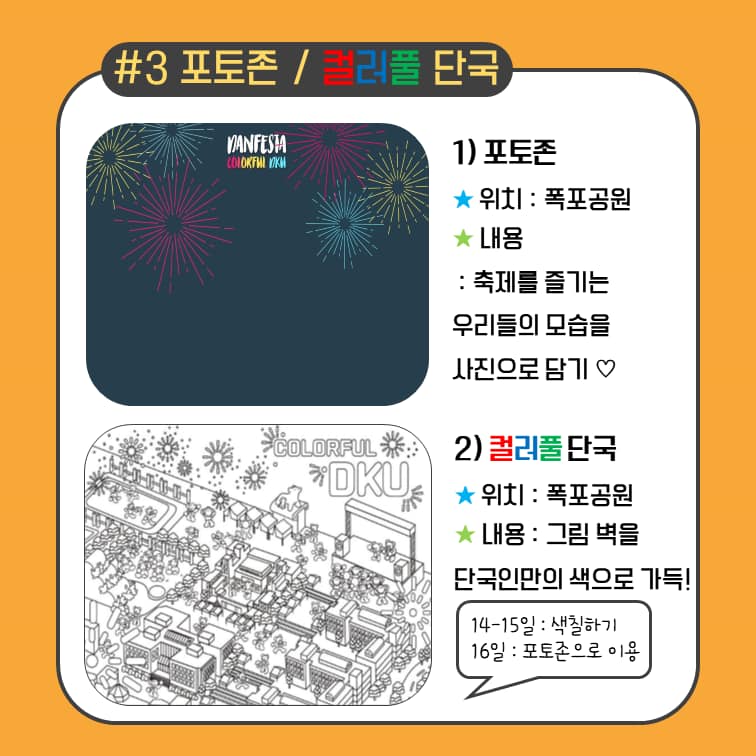 #3 포토존 / 컬러풀 단국
DANFESTA
COLORFUL DKU
1) 포토존
★ 위치 : 폭포공원
★ 내용
: 축제를 즐기는
우리들의 모습을
사진으로 담기 ♡
COLORFUL
DKU
2) 컬러풀 단국
★ 위치 : 폭포공원
★ 내용 : 그림 벽을
단국인만의 색으로 가득!
14-15일 : 색칠하기
16일 : 포토존으로 이용